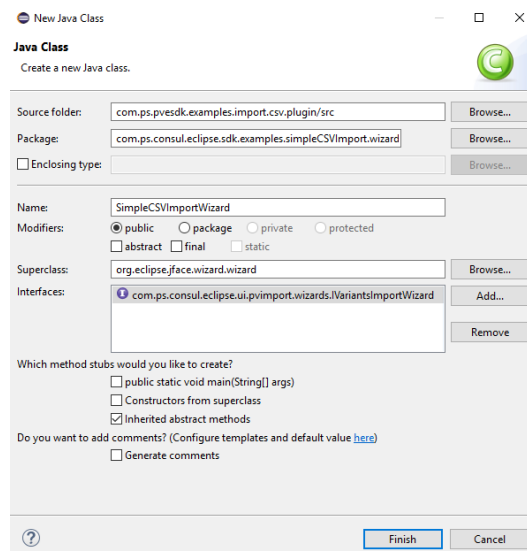 New Java Class
Java Class
Create a new Java class.
C
Source folder: com.ps.pvesdk.examples.import.csv.plugin/src Browse...
Package: com.ps.consul.eclipse.sdk.examples.simpleCSVImport.wizard Browse...
Enclosing type: Browse...
Name: SimpleCSVImportWizard
Modifiers: public package private protected
abstract final static
Superclass: org.eclipse.jface.wizard.wizard Browse...
Interfaces: com.ps.consul.eclipse.ui.pvimport.wizards.IVariantsImportWizard Add...
Remove
Which method stubs would you like to create?
public static void main(String[] args)
Constructors from superclass
Inherited abstract methods
Do you want to add comments? (Configure templates and default value here)
Generate comments
? Finish Cancel